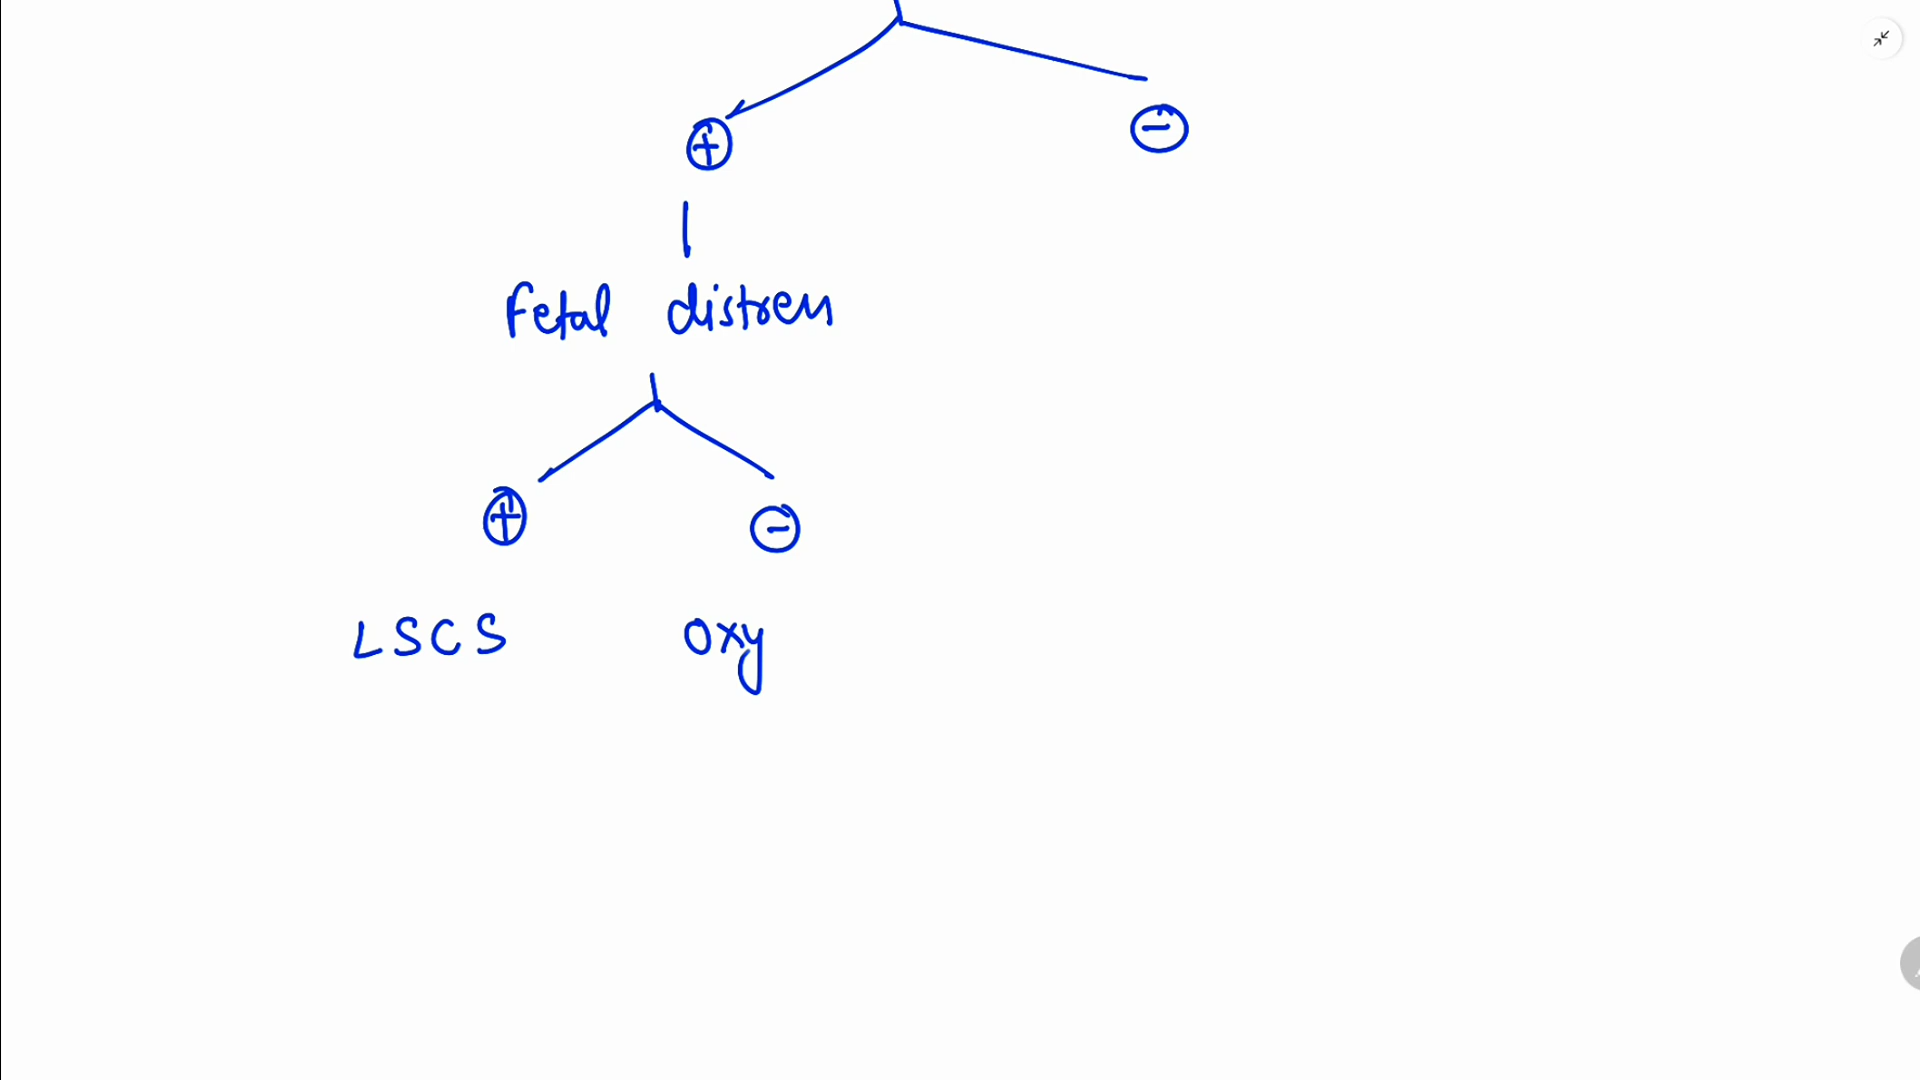 + -
Fetal distress
+ -
LSCS Oxy